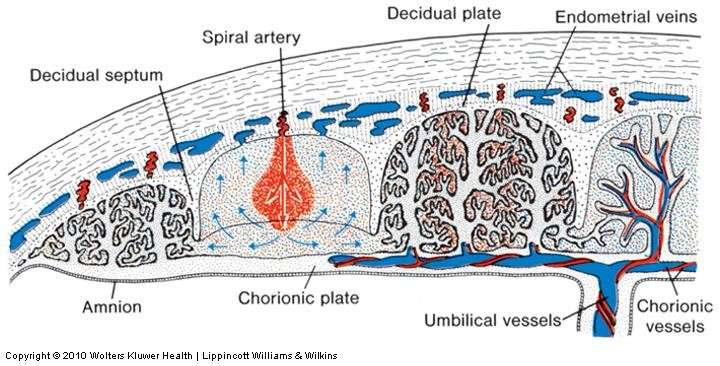 Decidual plate
Endometrial veins
Spiral artery
Decidual septum
Amnion
Chorionic plate
Umbilical vessels
Chorionic
vessels
Copyright © 2010 Wolters Kluwer Health | Lippincott Williams & Wilkins